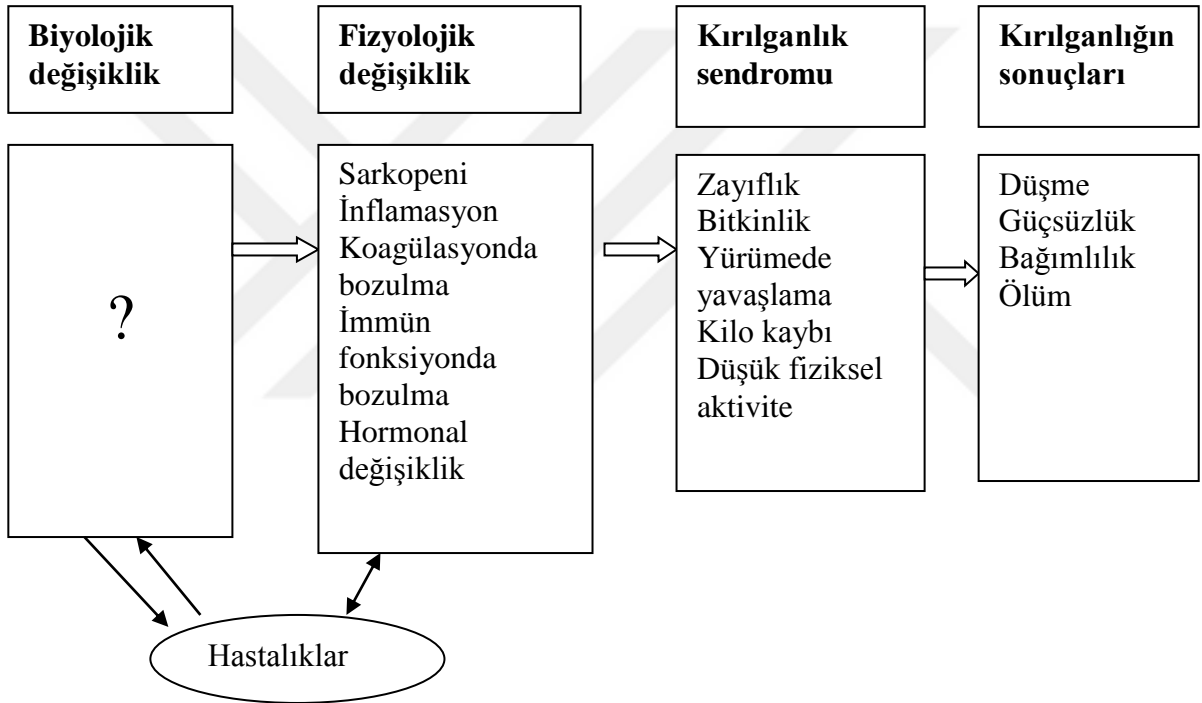 Biyolojik
değişiklik
Fizyolojik
değişiklik
Kırılganlık
sendromu
Kırılganlığın
sonuçları
?
Sarkopeni
İnflamasyon
Koagülasyonda
bozulma
İmmün
fonksiyonda
bozulma
Hormonal
değişiklik
Zayıflık
Bitkinlik
Yürümede
yavaşlama
Kilo kaybı
Düşük fiziksel
aktivite
Düşme
Güçsüzlük
Bağımlılık
Ölüm
Hastalıklar